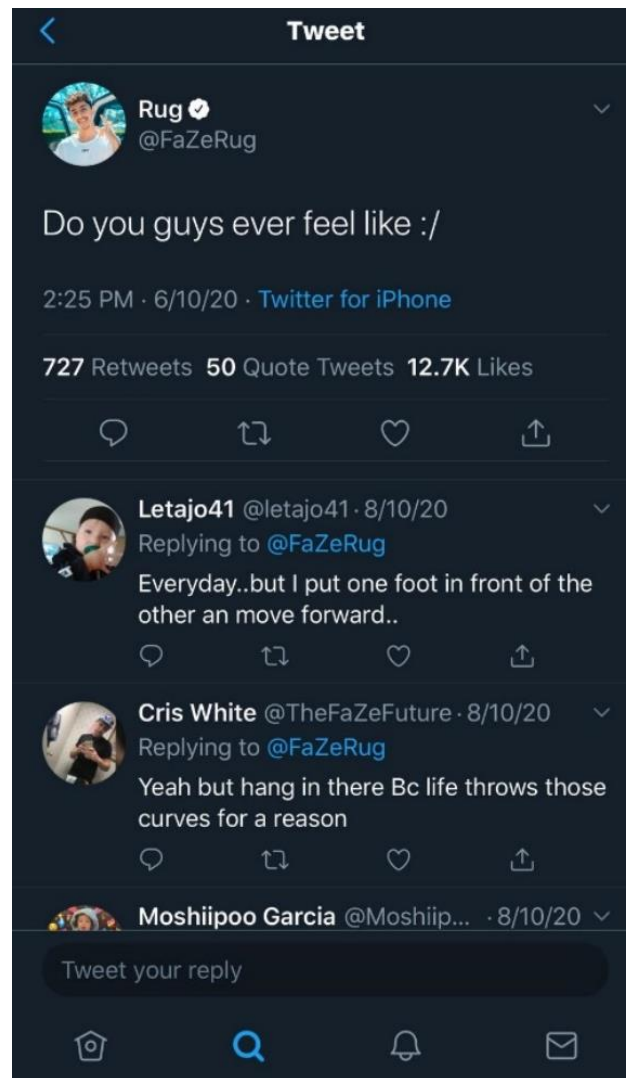 Tweet
Rug
@FaZeRug
Do you guys ever feel like :/
2:25 PM · 6/10/20 · Twitter for iPhone
727 Retweets 50 Quote Tweets 12.7K Likes
Letajo41 @letajo41 · 8/10/20
Replying to @FaZeRug
Everyday..but I put one foot in front of the
other an move forward..
Cris White @TheFaZeFuture · 8/10/20
Replying to @FaZeRug
Yeah but hang in there Bc life throws those
curves for a reason
Moshiipoo Garcia @Moshiip... · 8/10/20
Tweet your reply